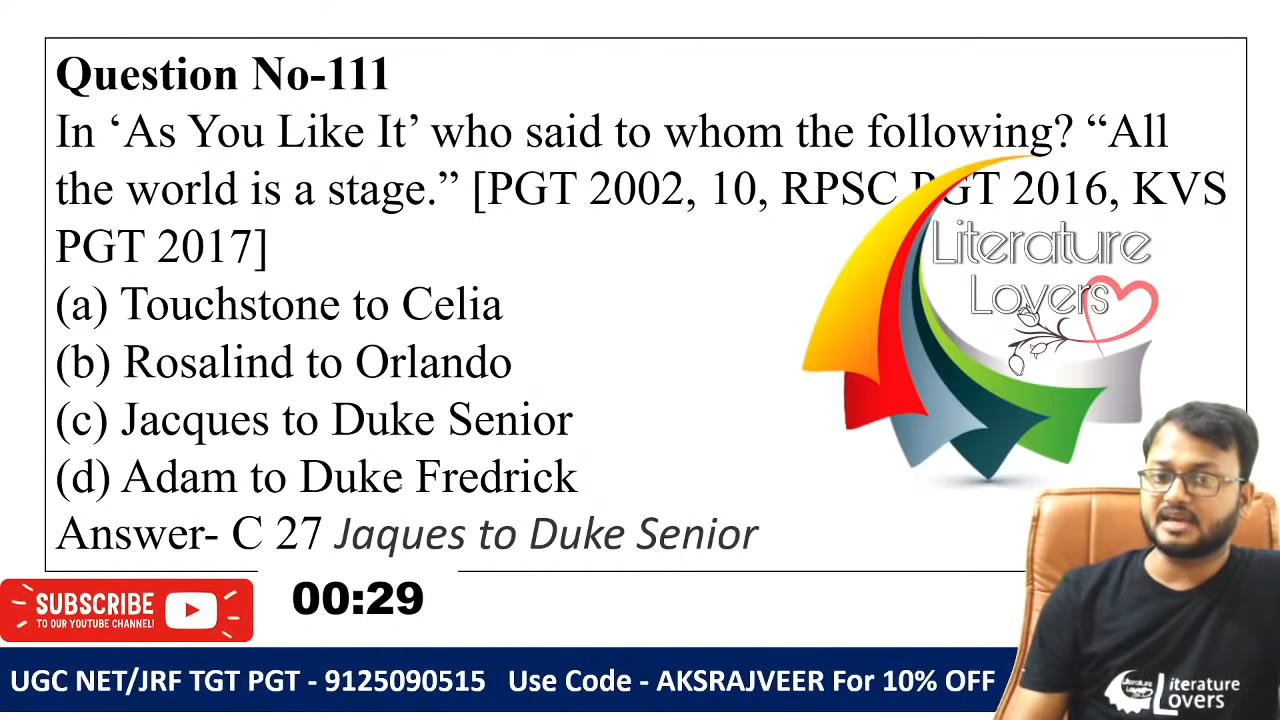 Question No-111
In ‘As You Like It’ who said to whom the following? “All
the world is a stage.” [PGT 2002, 10, RPSC PGT 2016, KVS
PGT 2017]
(a) Touchstone to Celia
(b) Rosalind to Orlando
(c) Jacques to Duke Senior
(d) Adam to Duke Fredrick
Answer- C 27 Jaques to Duke Senior
Literature
Lovers
SUBSCRIBE
TO OUR YOUTUBE CHANNEL!
00:29
UGC NET/JRF TGT PGT - 9125090515 Use Code - AKSRAJVEER For 10% OFF
Literature
Lovers